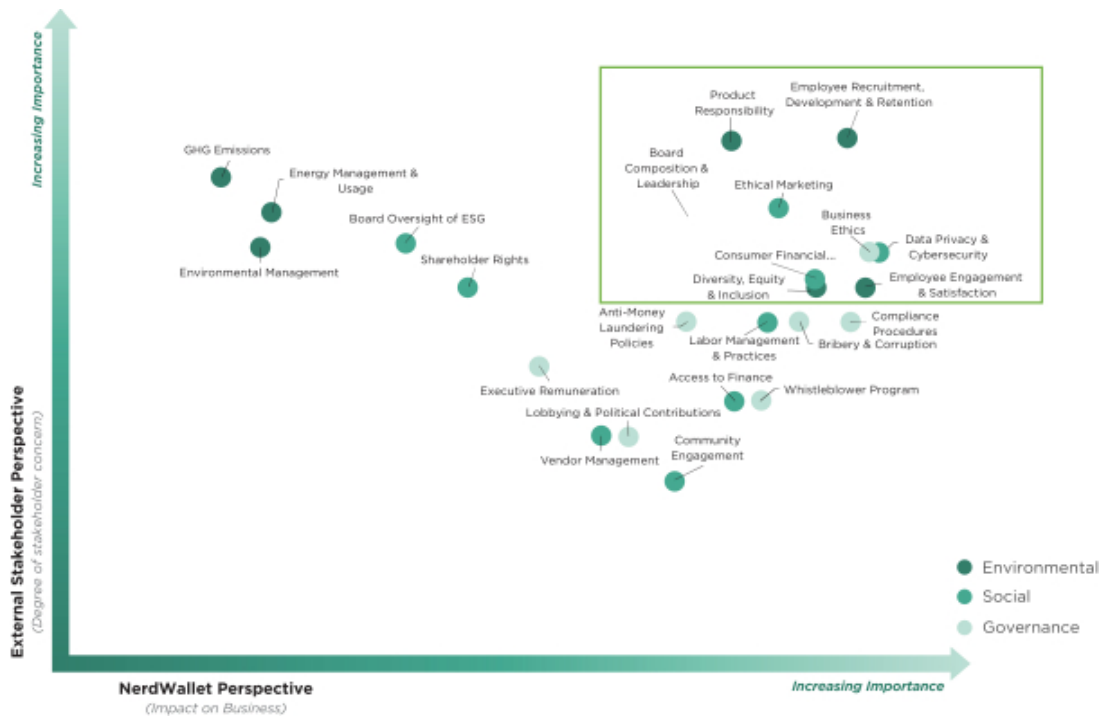 Increasing Importance
External Stakeholder Perspective
(Degree of stakeholder concern)
GHG Emissions
Energy Management &
Usage
Environmental Management
Board Oversight of ESG
Shareholder Rights
Product
Responsibility
Employee Recruitment,
Development & Retention
Board
Composition &
Leadership
Ethical Marketing
Business
Ethics
Data Privacy &
Cybersecurity
Consumer Financial...
Diversity, Equity
& Inclusion
Employee Engagement
& Satisfaction
Anti-Money
Laundering
Policies
Labor Management
& Practices
Bribery & Corruption
Compliance
Procedures
Executive Remuneration
Access to Finance
Whistleblower Program
Lobbying & Political Contributions
Vendor Management
Community
Engagement
Environmental
Social
Governance
NerdWallet Perspective
(Impact on Business)
Increasing Importance